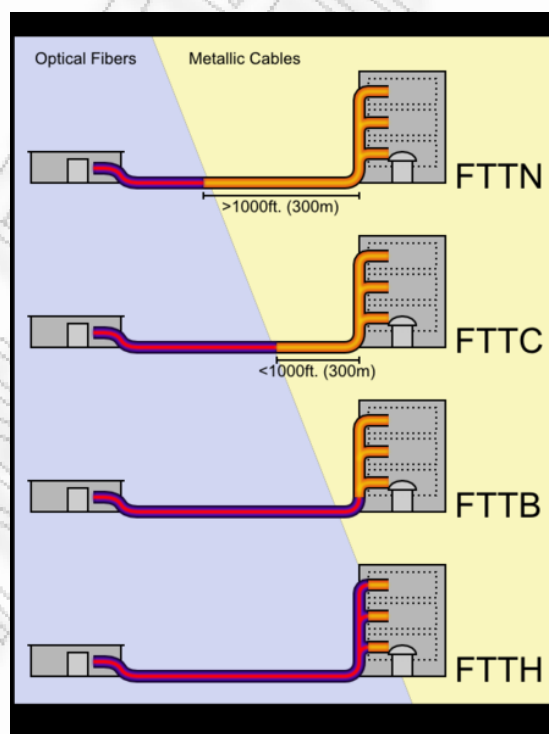 Optical Fibers
Metallic Cables
FTTN
>1000ft. (300m)
FTTC
<1000ft. (300m)
FTTB
FTTH